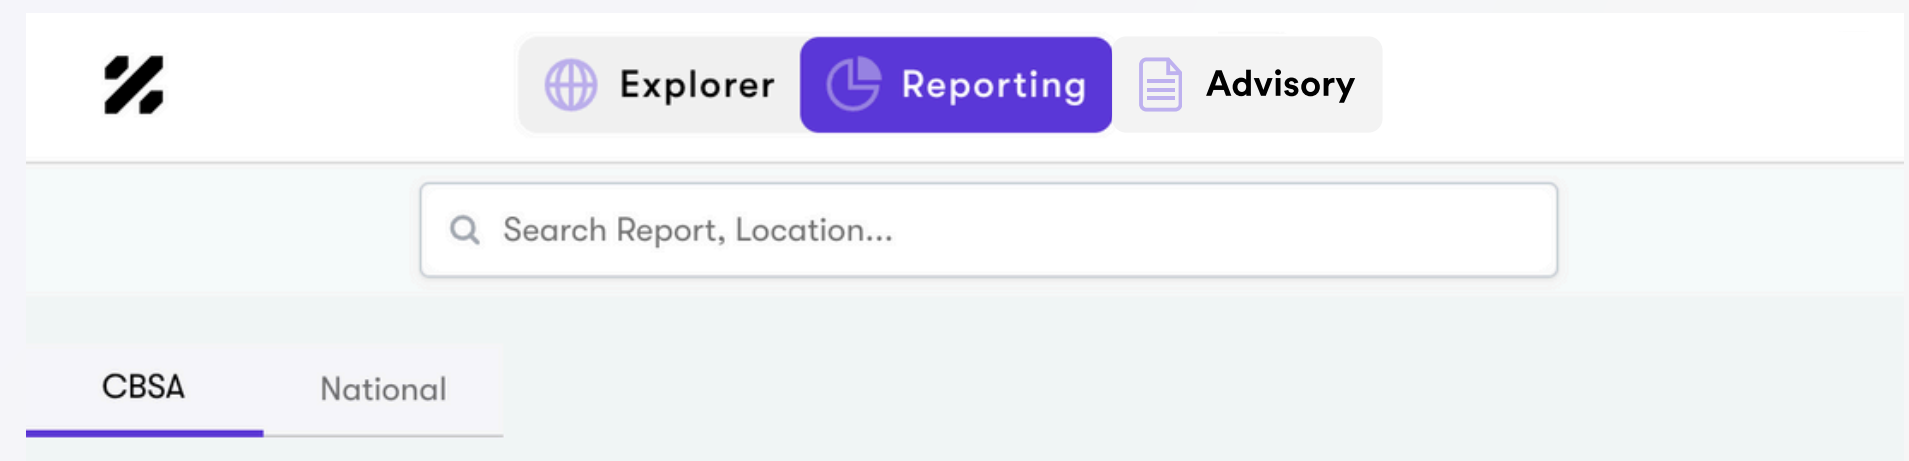 Explorer Reporting Advisory
Search Report, Location...
CBSA National